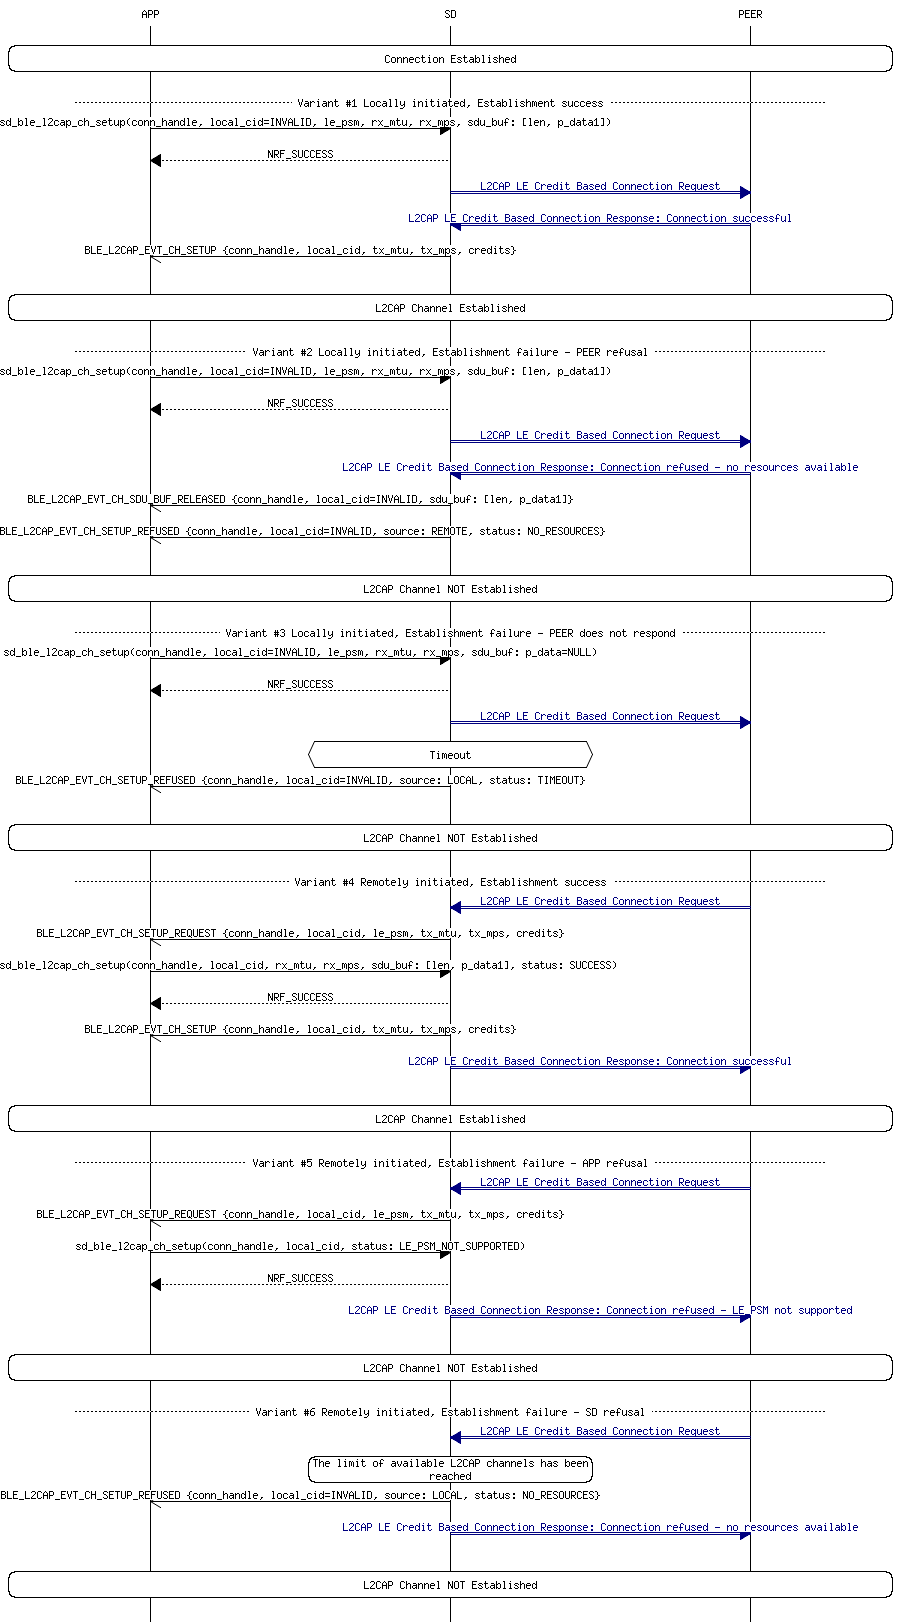 APP SD PEER
Connection Established
Variant #1 Locally initiated, Establishment success
sd_ble_l2cap_ch_setup(conn_handle, local_cid=INVALID, le_psm, rx_mtu, rx_mps, sdu_buf: [len, p_data1])
NRF_SUCCESS
L2CAP LE Credit Based Connection Request
L2CAP LE Credit Based Connection Response: Connection successful
BLE_L2CAP_EVT_CH_SETUP {conn_handle, local_cid, tx_mtu, tx_mps, credits}
L2CAP Channel Established
Variant #2 Locally initiated, Establishment failure - PEER refusal
sd_ble_l2cap_ch_setup(conn_handle, local_cid=INVALID, le_psm, rx_mtu, rx_mps, sdu_buf: [len, p_data1])
NRF_SUCCESS
L2CAP LE Credit Based Connection Request
L2CAP LE Credit Based Connection Response: Connection refused - no resources available
BLE_L2CAP_EVT_CH_SDU_BUF_RELEASED {conn_handle, local_cid=INVALID, sdu_buf: [len, p_data1]}
BLE_L2CAP_EVT_CH_SETUP_REFUSED {conn_handle, local_cid=INVALID, source: REMOTE, status: NO_RESOURCES}
L2CAP Channel NOT Established
Variant #3 Locally initiated, Establishment failure - PEER does not respond
sd_ble_l2cap_ch_setup(conn_handle, local_cid=INVALID, le_psm, rx_mtu, rx_mps, sdu_buf: p_data=NULL)
NRF_SUCCESS
L2CAP LE Credit Based Connection Request
Timeout
BLE_L2CAP_EVT_CH_SETUP_REFUSED {conn_handle, local_cid=INVALID, source: LOCAL, status: TIMEOUT}
L2CAP Channel NOT Established
Variant #4 Remotely initiated, Establishment success
L2CAP LE Credit Based Connection Request
BLE_L2CAP_EVT_CH_SETUP_REQUEST {conn_handle, local_cid, le_psm, tx_mtu, tx_mps, credits}
sd_ble_l2cap_ch_setup(conn_handle, local_cid, rx_mtu, rx_mps, sdu_buf: [len, p_data1], status: SUCCESS)
NRF_SUCCESS
BLE_L2CAP_EVT_CH_SETUP {conn_handle, local_cid, tx_mtu, tx_mps, credits}
L2CAP LE Credit Based Connection Response: Connection successful
L2CAP Channel Established
Variant #5 Remotely initiated, Establishment failure - APP refusal
L2CAP LE Credit Based Connection Request
BLE_L2CAP_EVT_CH_SETUP_REQUEST {conn_handle, local_cid, le_psm, tx_mtu, tx_mps, credits}
sd_ble_l2cap_ch_setup(conn_handle, local_cid, status: LE_PSM_NOT_SUPPORTED)
NRF_SUCCESS
L2CAP LE Credit Based Connection Response: Connection refused - LE_PSM not supported
L2CAP Channel NOT Established
Variant #6 Remotely initiated, Establishment failure - SD refusal
L2CAP LE Credit Based Connection Request
The limit of available L2CAP channels has been
reached
BLE_L2CAP_EVT_CH_SETUP_REFUSED {conn_handle, local_cid=INVALID, source: LOCAL, status: NO_RESOURCES}
L2CAP LE Credit Based Connection Response: Connection refused - no resources available
L2CAP Channel NOT Established